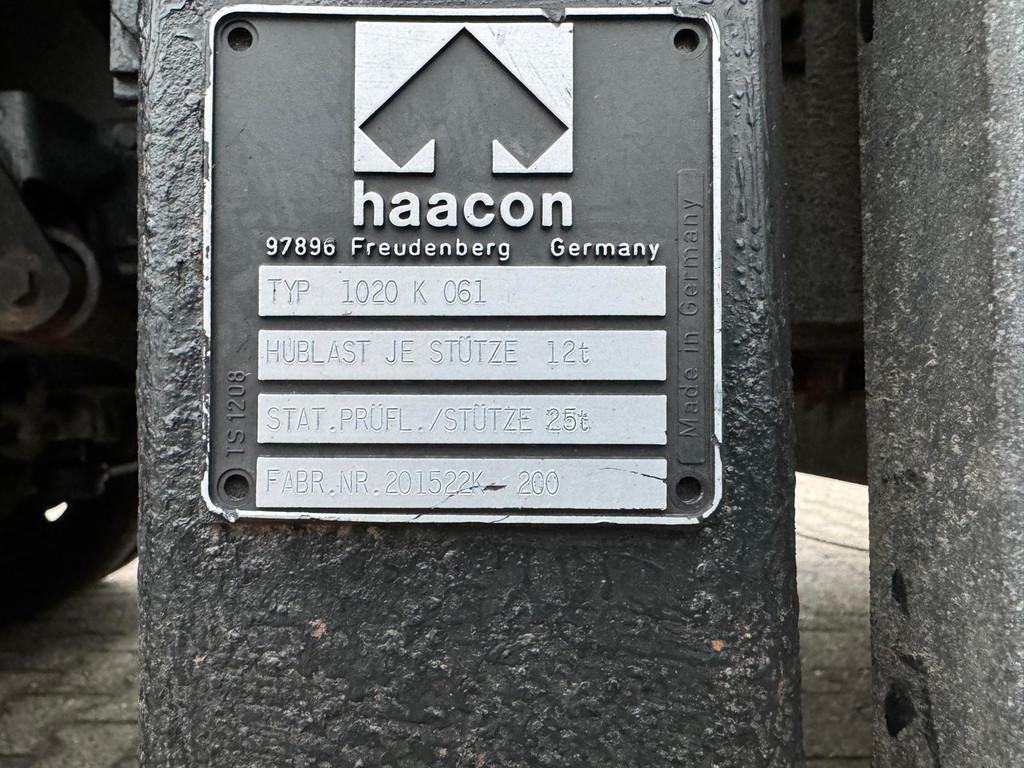 haacon
97896 Freudenberg Germany
TYP 1020 K 061
HUBLAST JE STÜTZE 12t
STAT.PRÜFL./STÜTZE 25t
FABR.NR.201522K- 200
TS 1208
Made in Germany